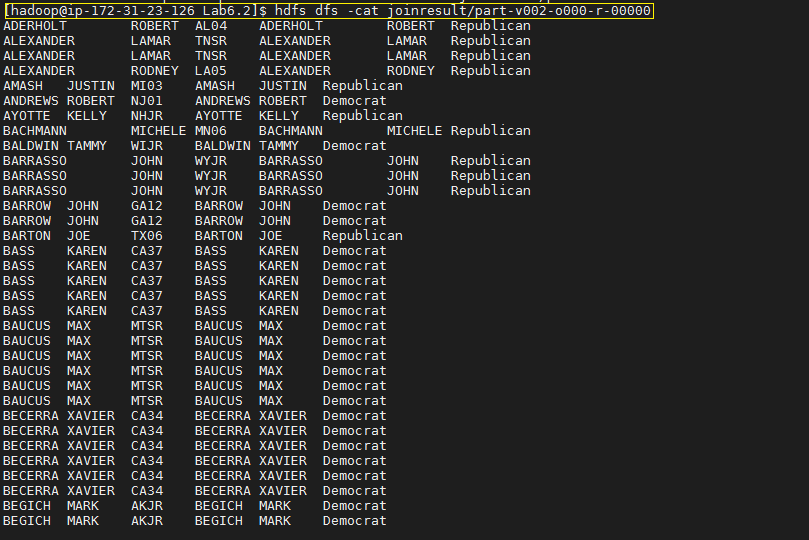 [hadoop@ip-172-31-23-126 Lab6.2]$ hdfs dfs -cat joinresult/part-v002-o000-r-00000
ADERHOLT ROBERT AL04 ADERHOLT ROBERT Republican
ALEXANDER LAMAR TNSR ALEXANDER LAMAR Republican
ALEXANDER LAMAR TNSR ALEXANDER LAMAR Republican
ALEXANDER RODNEY LA05 ALEXANDER RODNEY Republican
AMASH JUSTIN MI03 AMASH JUSTIN Republican
ANDREWS ROBERT NJ01 ANDREWS ROBERT Democrat
AYOTTE KELLY NHJR AYOTTE KELLY Republican
BACHMANN MICHELE MN06 BACHMANN MICHELE Republican
BALDWIN TAMMY WIJR BALDWIN TAMMY Democrat
BARRASSO JOHN WYJR BARRASSO JOHN Republican
BARRASSO JOHN WYJR BARRASSO JOHN Republican
BARRASSO JOHN WYJR BARRASSO JOHN Republican
BARROW JOHN GA12 BARROW JOHN Democrat
BARROW JOHN GA12 BARROW JOHN Democrat
BARTON JOE TX06 BARTON JOE Republican
BASS KAREN CA37 BASS KAREN Democrat
BASS KAREN CA37 BASS KAREN Democrat
BASS KAREN CA37 BASS KAREN Democrat
BASS KAREN CA37 BASS KAREN Democrat
BASS KAREN CA37 BASS KAREN Democrat
BAUCUS MAX MTSR BAUCUS MAX Democrat
BAUCUS MAX MTSR BAUCUS MAX Democrat
BAUCUS MAX MTSR BAUCUS MAX Democrat
BAUCUS MAX MTSR BAUCUS MAX Democrat
BAUCUS MAX MTSR BAUCUS MAX Democrat
BAUCUS MAX MTSR BAUCUS MAX Democrat
BECERRA XAVIER CA34 BECERRA XAVIER Democrat
BECERRA XAVIER CA34 BECERRA XAVIER Democrat
BECERRA XAVIER CA34 BECERRA XAVIER Democrat
BECERRA XAVIER CA34 BECERRA XAVIER Democrat
BECERRA XAVIER CA34 BECERRA XAVIER Democrat
BECERRA XAVIER CA34 BECERRA XAVIER Democrat
BEGICH MARK AKJR BEGICH MARK Democrat
BEGICH MARK AKJR BEGICH MARK Democrat